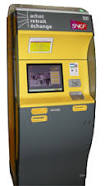 achat
retrait
échange
SNCF